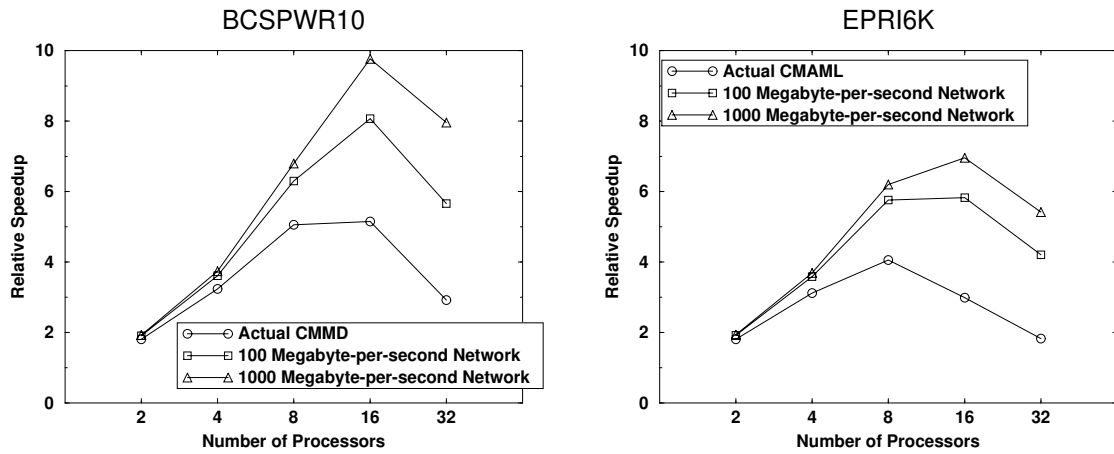 BCSPWR10
10
8
6
4
2
0
Relative Speedup
Actual CMMD
100 Megabyte-per-second Network
1000 Megabyte-per-second Network
2 4 8 16 32
Number of Processors
EPRI6K
10
8
6
4
2
0
Relative Speedup
Actual CMAML
100 Megabyte-per-second Network
1000 Megabyte-per-second Network
2 4 8 16 32
Number of Processors